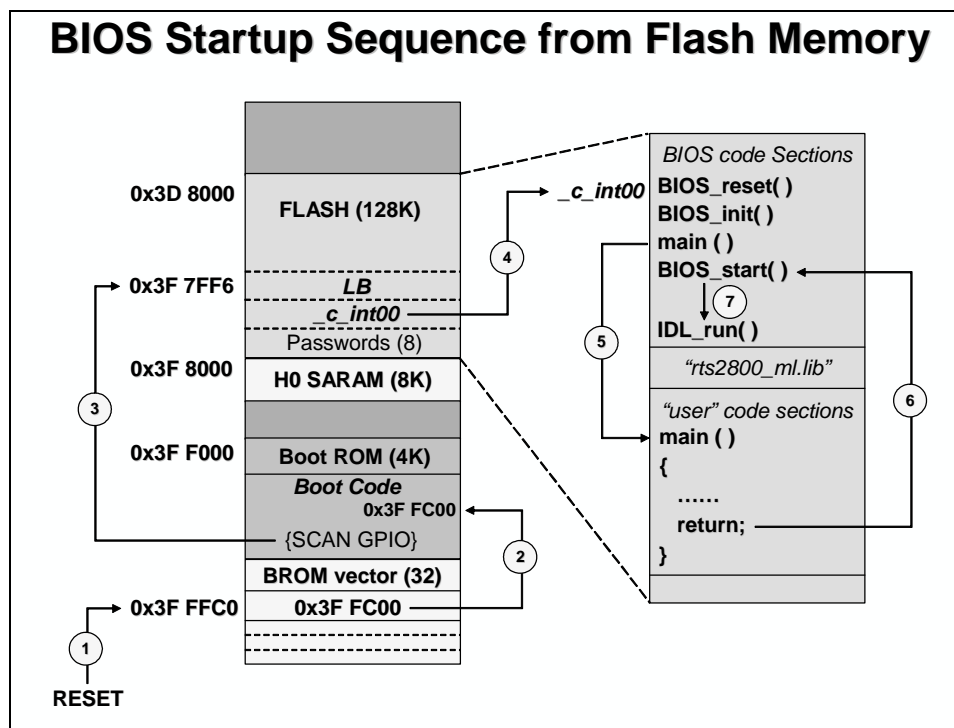 BIOS Startup Sequence from Flash Memory
0x3D 8000
FLASH (128K)
0x3F 7FF6
LB
_c_int00
Passwords (8)
0x3F 8000
H0 SARAM (8K)
0x3F F000
Boot ROM (4K)
Boot Code
0x3F FC00
{SCAN GPIO}
BROM vector (32)
0x3F FFC0
0x3F FC00
RESET
1
2
3
4
_c_int00
BIOS code Sections
BIOS_reset( )
BIOS_init( )
main ( )
BIOS_start( )
7
IDL_run( )
5
"rts2800_ml.lib"
6
"user" code sections
main ( )
{
……
return;
}